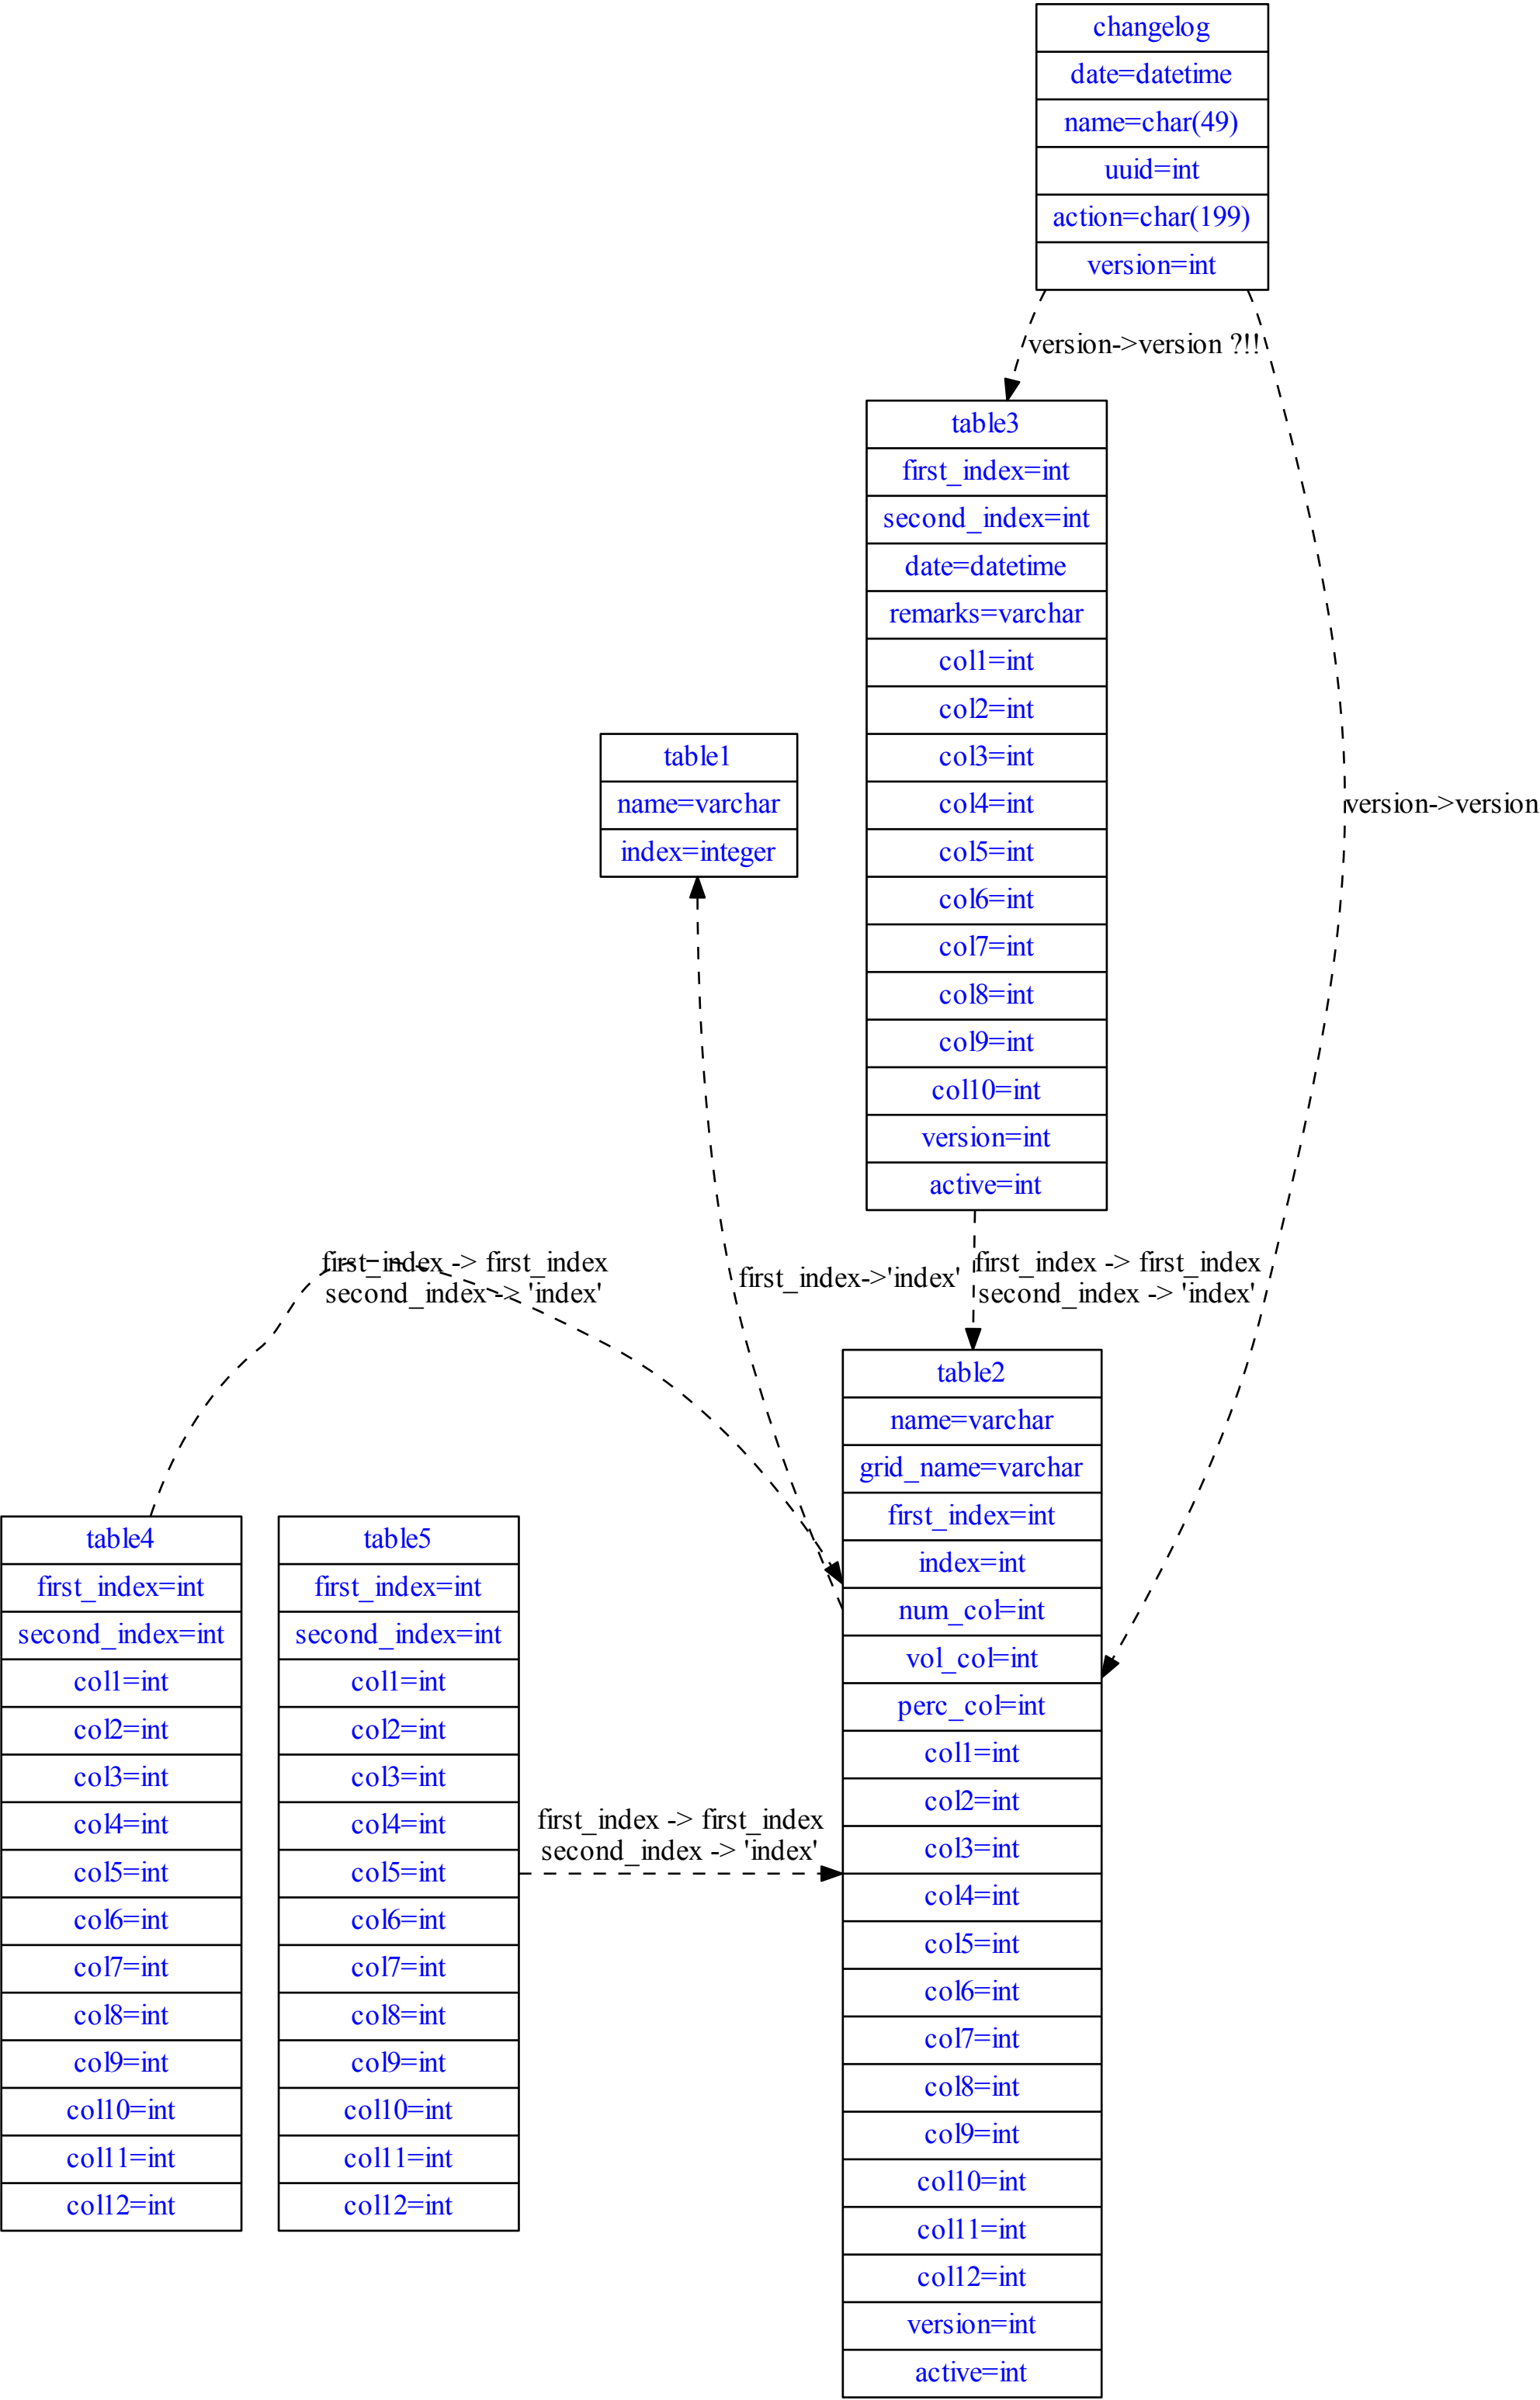 changelog
date=datetime
name=char(49)
uuid=int
action=char(199)
version=int
version->version ?!!
table3
first_index=int
second_index=int
date=datetime
remarks=varchar
col1=int
col2=int
col3=int
col4=int
col5=int
col6=int
col7=int
col8=int
col9=int
col10=int
version=int
active=int
table1
name=varchar
index=integer
version->version
first_index -> first_index
second_index -> 'index'
first_index->'index'
first_index -> first_index
second_index -> 'index'
table2
name=varchar
grid_name=varchar
first_index=int
index=int
num_col=int
vol_col=int
perc_col=int
col1=int
col2=int
col3=int
col4=int
col5=int
col6=int
col7=int
col8=int
col9=int
col10=int
col11=int
col12=int
version=int
active=int
table4
first_index=int
second_index=int
col1=int
col2=int
col3=int
col4=int
col5=int
col6=int
col7=int
col8=int
col9=int
col10=int
col11=int
col12=int
table5
first_index=int
second_index=int
col1=int
col2=int
col3=int
col4=int
col5=int
col6=int
col7=int
col8=int
col9=int
col10=int
col11=int
col12=int
first_index -> first_index
second_index -> 'index'